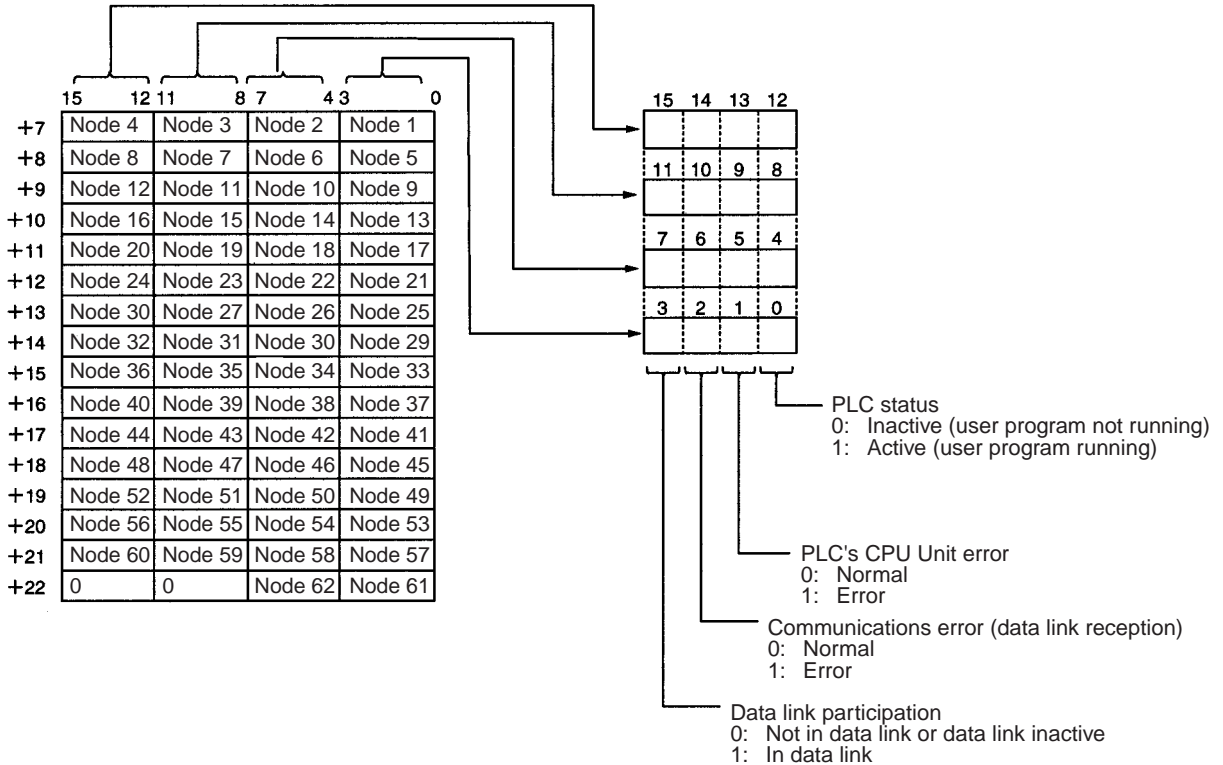 15 12 11 8 7 4 3 0
+7 Node 4 Node 3 Node 2 Node 1
+8 Node 8 Node 7 Node 6 Node 5
+9 Node 12 Node 11 Node 10 Node 9
+10 Node 16 Node 15 Node 14 Node 13
+11 Node 20 Node 19 Node 18 Node 17
+12 Node 24 Node 23 Node 22 Node 21
+13 Node 30 Node 27 Node 26 Node 25
+14 Node 32 Node 31 Node 30 Node 29
+15 Node 36 Node 35 Node 34 Node 33
+16 Node 40 Node 39 Node 38 Node 37
+17 Node 44 Node 43 Node 42 Node 41
+18 Node 48 Node 47 Node 46 Node 45
+19 Node 52 Node 51 Node 50 Node 49
+20 Node 56 Node 55 Node 54 Node 53
+21 Node 60 Node 59 Node 58 Node 57
+22 0 0 Node 62 Node 61
15 14 13 12
11 10 9 8
7 6 5 4
3 2 1 0
PLC status
0: Inactive (user program not running)
1: Active (user program running)
PLC's CPU Unit error
0: Normal
1: Error
Communications error (data link reception)
0: Normal
1: Error
Data link participation
0: Not in data link or data link inactive
1: In data link